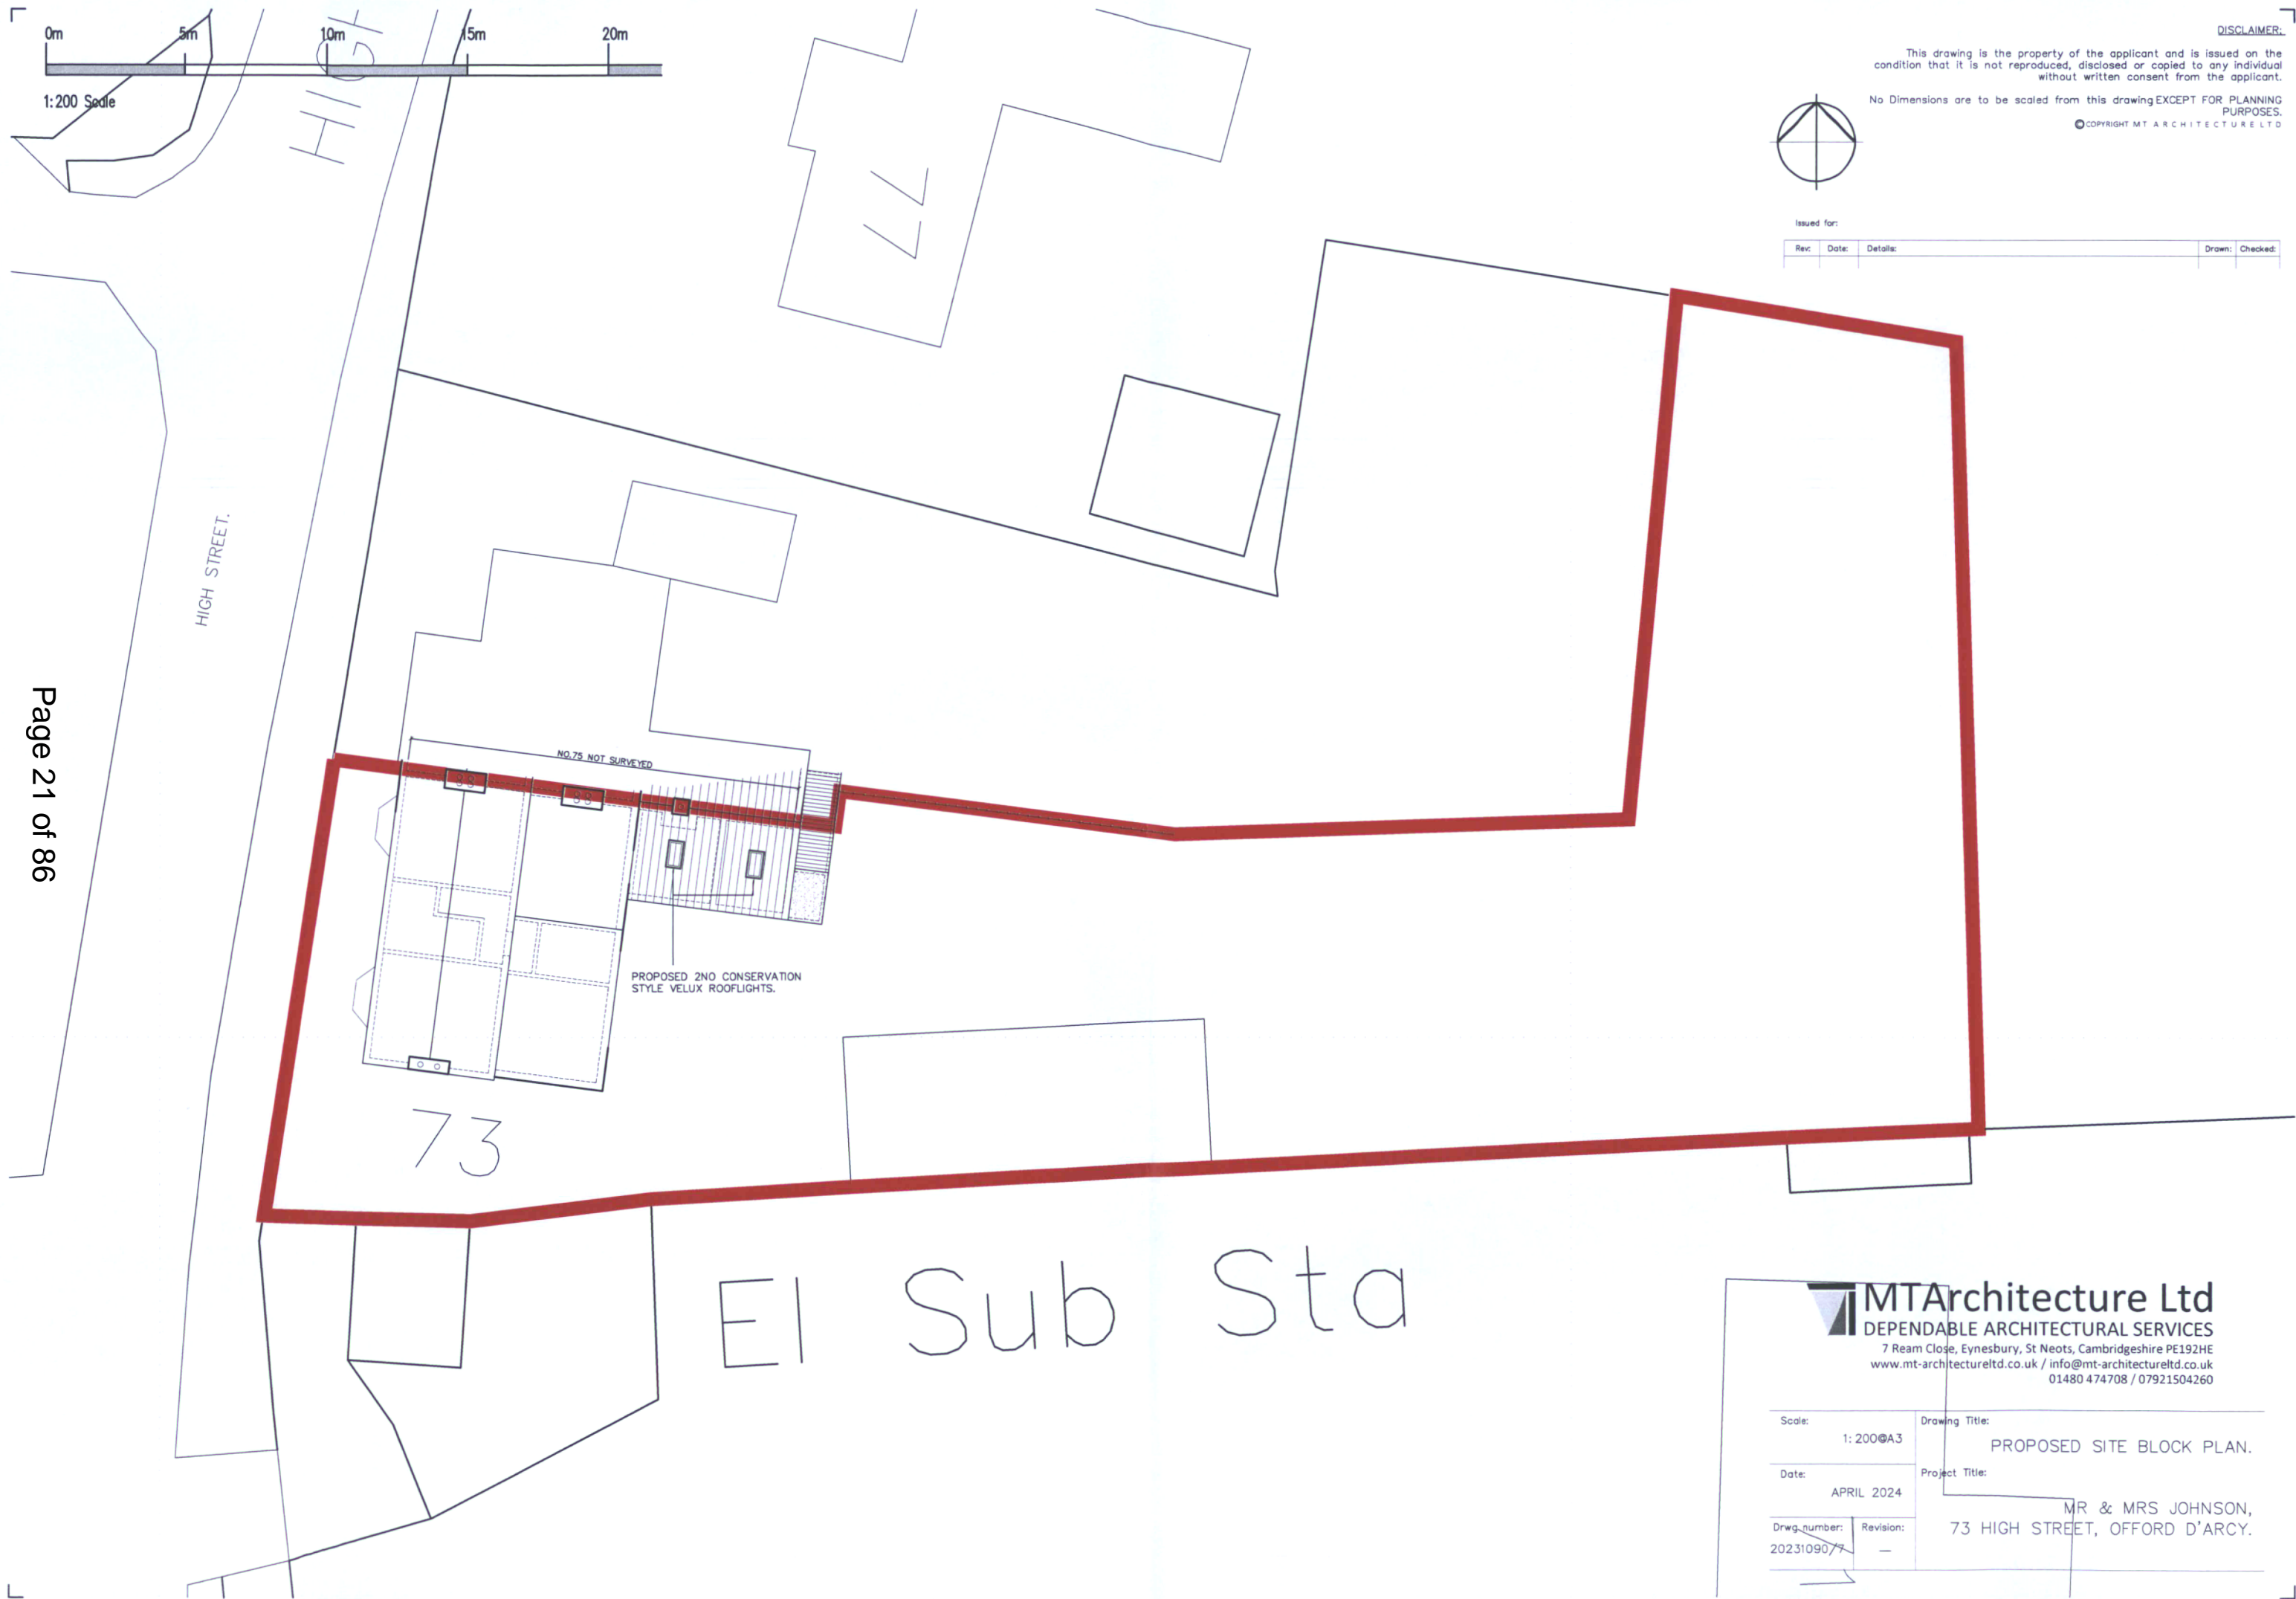 0m 5m 10m 15m 20m
1:200 Scale
HIGH
DISCLAIMER:
This drawing is the property of the applicant and is issued on the
condition that it is not reproduced, disclosed or copied to any individual
without written consent from the applicant.
No Dimensions are to be scaled from this drawing EXCEPT FOR PLANNING
PURPOSES.
© COPYRIGHT MT ARCHITECTURE LTD
Issued for:
Rev: Date: Details: Drawn: Checked:
77
HIGH STREET.
Page 21 of 86
NO.75 NOT SURVEYED
PROPOSED 2NO CONSERVATION
STYLE VELUX ROOFLIGHTS.
73
El Sub Sta
MTArchitecture Ltd
DEPENDABLE ARCHITECTURAL SERVICES
7 Ream Close, Eynesbury, St Neots, Cambridgeshire PE192HE
www.mt-architectureltd.co.uk / info@mt-architectureltd.co.uk
01480 474708 / 07921504260
Scale:
1:200@A3
Drawing Title:
PROPOSED SITE BLOCK PLAN.
Date:
APRIL 2024
Project Title:
MR & MRS JOHNSON,
73 HIGH STREET, OFFORD D'ARCY.
Drwg number:
20231090/7
Revision:
—